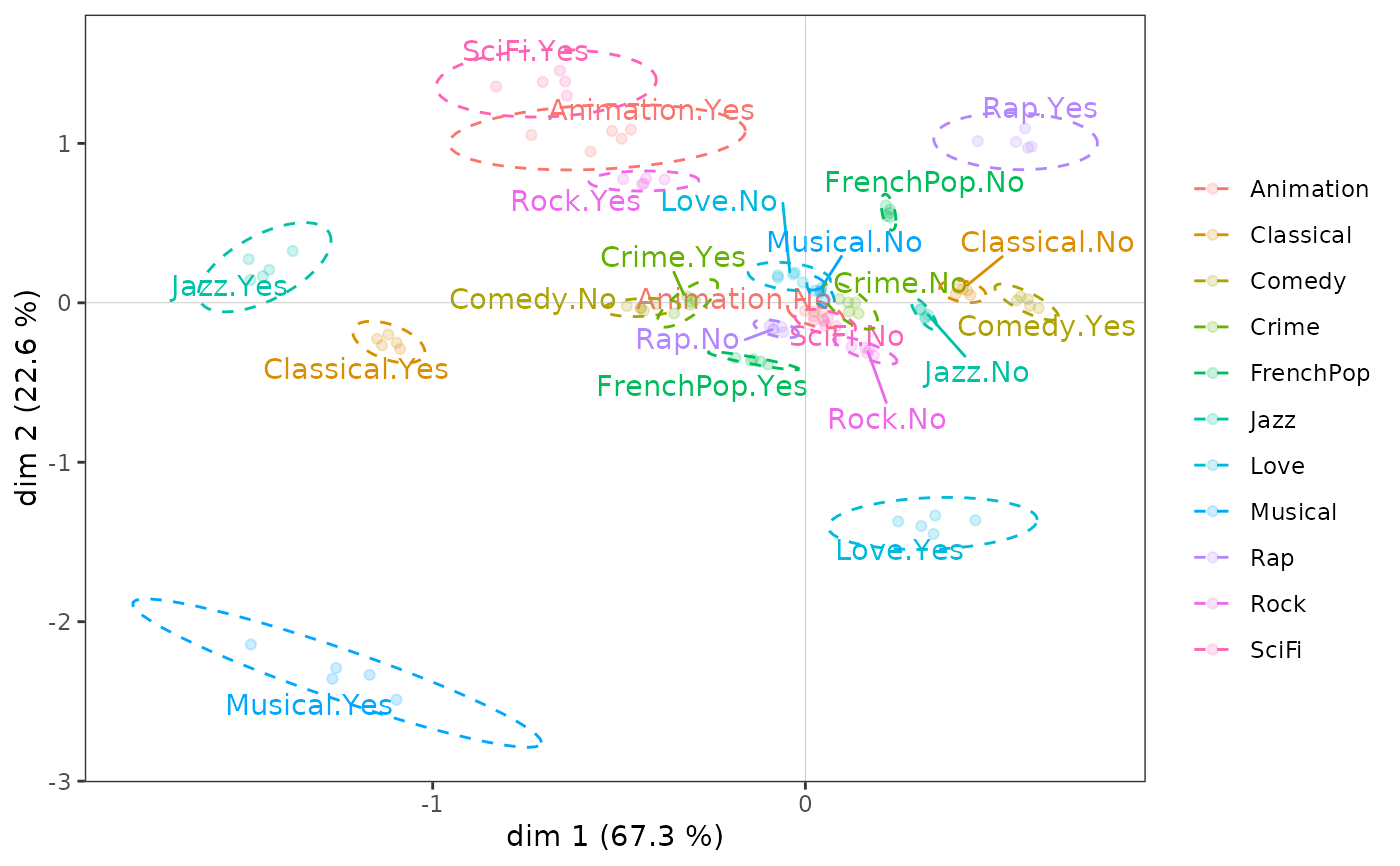 SciFi.Yes
Animation.Yes
Rap.Yes
Rock.Yes
Love.No
FrenchPop.No
Musical.No
Classical.No
Crime.Yes
Crime.No
Jazz.Yes
Comedy.No
Animation.No
Comedy.Yes
Rap.No
SciFi.No
Classical.Yes
FrenchPop.Yes
Jazz.No
Rock.No
Love.Yes
Musical.Yes
1
0
-1
-2
-3
-1
0
dim 1 (67.3 %)
dim 2 (22.6 %)
Animation
Classical
Comedy
Crime
FrenchPop
Jazz
Love
Musical
Rap
Rock
SciFi